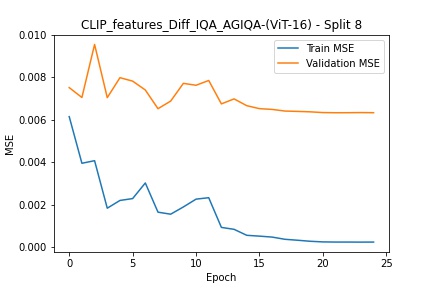 CLIP_features_Diff_IQA_AGIQA-(ViT-16) - Split 8
Train MSE
Validation MSE
MSE
0.010
0.008
0.006
0.004
0.002
0.000
0 5 10 15 20 25
Epoch